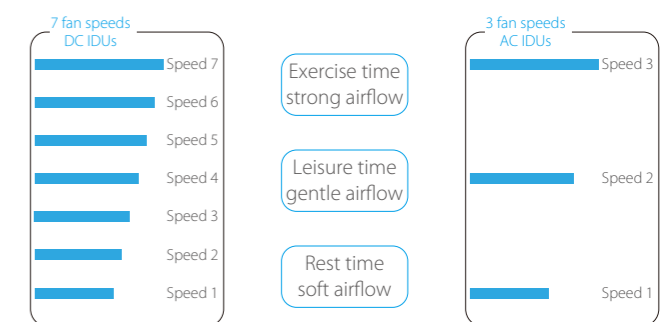 7 fan speeds
DC IDUs
Speed 7
Speed 6
Speed 5
Speed 4
Speed 3
Speed 2
Speed 1
Exercise time
strong airflow
Leisure time
gentle airflow
Rest time
soft airflow
3 fan speeds
AC IDUs
Speed 3
Speed 2
Speed 1